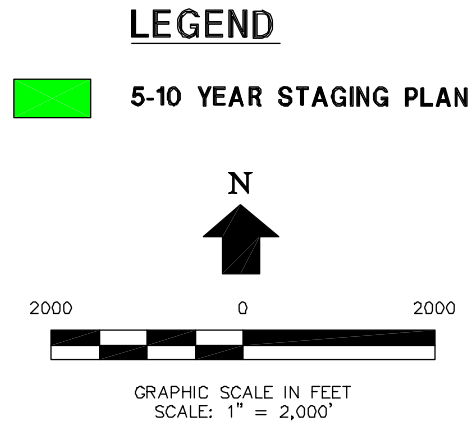 LEGEND
5-10 YEAR STAGING PLAN
N
2000 0 2000
GRAPHIC SCALE IN FEET
SCALE: 1" = 2,000'